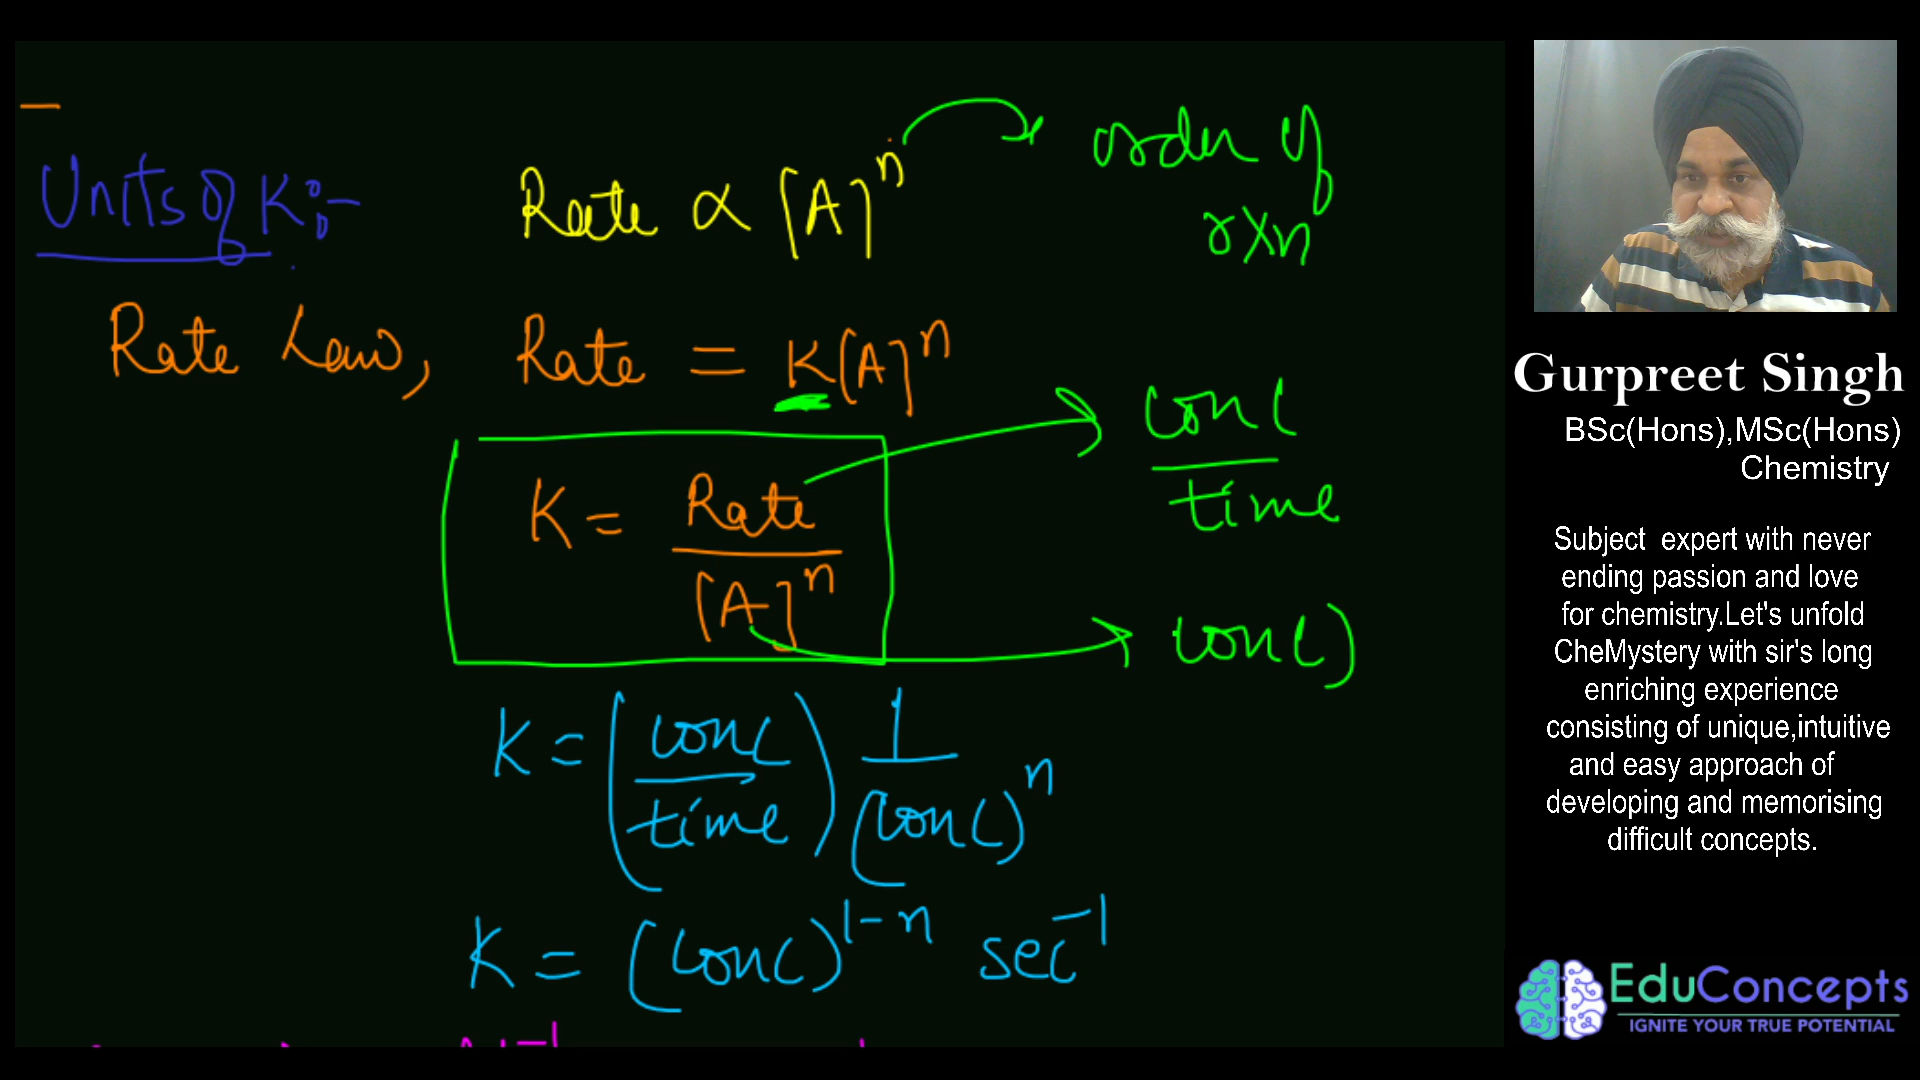 Units of K:-
Rate ∝ [A]^n
order of
rxn
Rate Law, Rate = K[A]^n
K = Rate / [A]^n
conc / time
conc)
K = (conc / time) 1 / (conc)^n
K = (conc)^1-n sec^-1
Gurpreet Singh
BSc(Hons),MSc(Hons)
Chemistry
Subject expert with never
ending passion and love
for chemistry.Let's unfold
CheMystery with sir's long
enriching experience
consisting of unique,intuitive
and easy approach of
developing and memorising
difficult concepts.
EduConcepts
IGNITE YOUR TRUE POTENTIAL